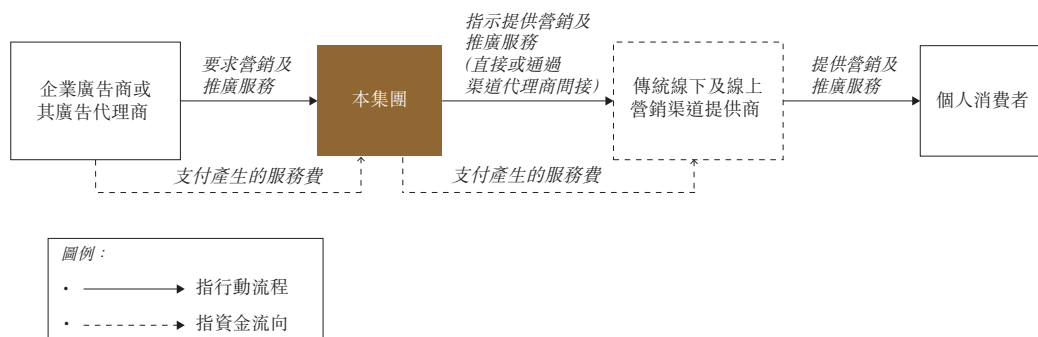 企業廣告商或
其廣告代理商
要求營銷及
推廣服務
本集團
指示提供營銷及
推廣服務
(直接或通過
渠道代理商間接)
傳統線下及線上
營銷渠道提供商
提供營銷及
推廣服務
個人消費者
支付產生的服務費
支付產生的服務費
圖例：
• 指行動流程
• 指資金流向